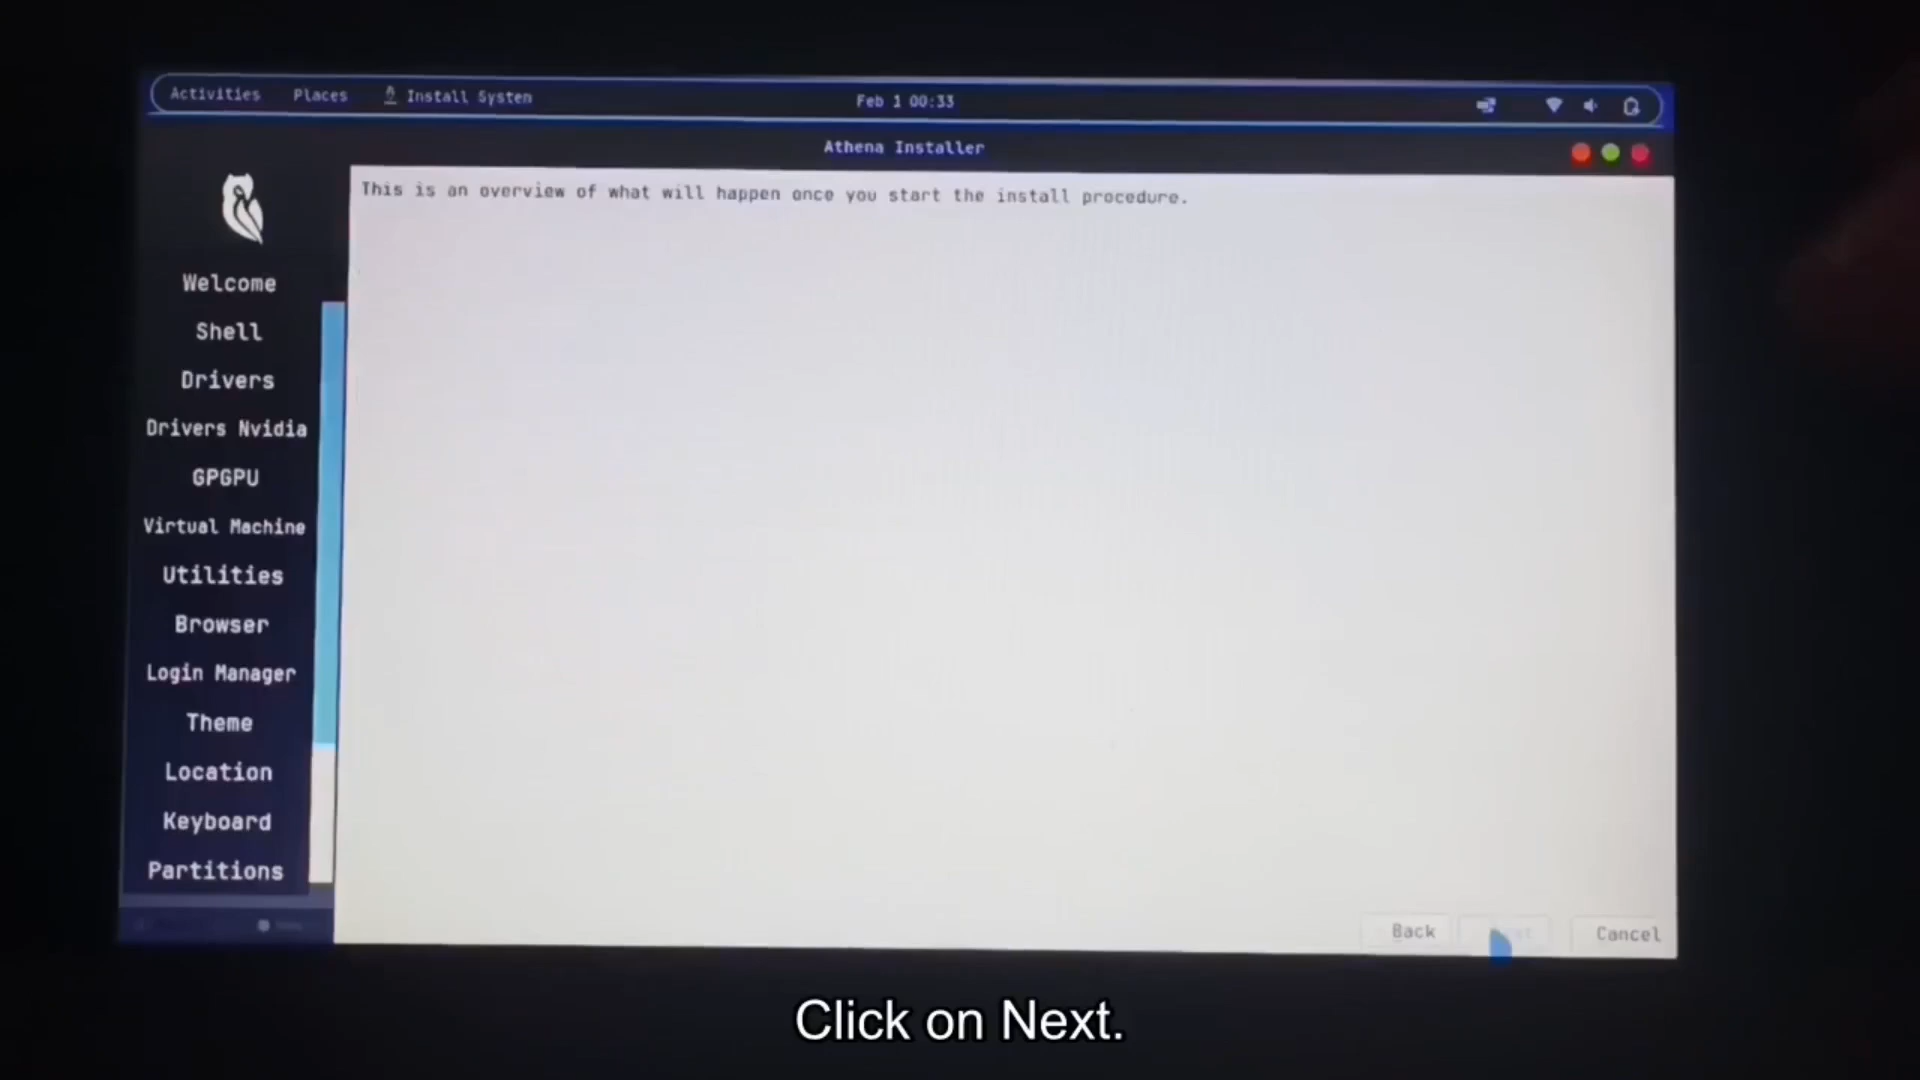 Activities Places Install System Feb 1 00:33
Athena Installer
This is an overview of what will happen once you start the install procedure.
Welcome
Shell
Drivers
Drivers Nvidia
GPGPU
Virtual Machine
Utilities
Browser
Login Manager
Theme
Location
Keyboard
Partitions
Back Cancel
Click on Next.